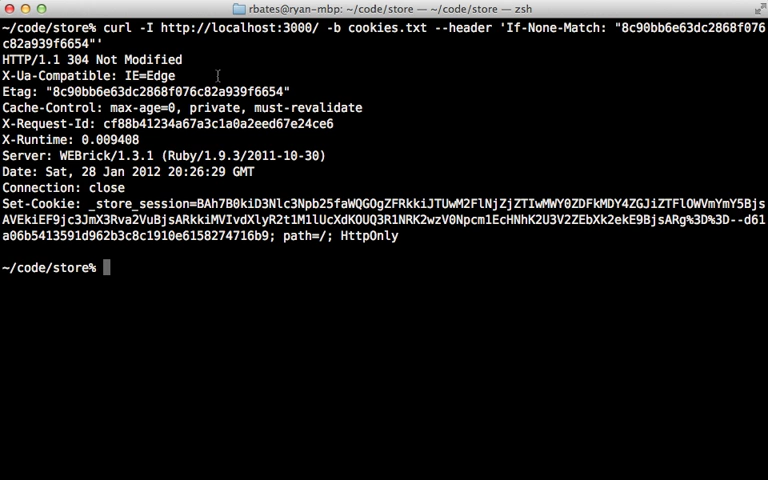 rbates@ryan-mbp: ~/code/store — ~/code/store — zsh
~/code/store% curl -I http://localhost:3000/ -b cookies.txt --header 'If-None-Match: "8c90bb6e63dc2868f076
c82a939f6654"'
HTTP/1.1 304 Not Modified
X-Ua-Compatible: IE=Edge
Etag: "8c90bb6e63dc2868f076c82a939f6654"
Cache-Control: max-age=0, private, must-revalidate
X-Request-Id: cf88b41234a67a3c1a0a2eed67e24ce6
X-Runtime: 0.009408
Server: WEBrick/1.3.1 (Ruby/1.9.3/2011-10-30)
Date: Sat, 28 Jan 2012 20:26:29 GMT
Connection: close
Set-Cookie: _store_session=BAh7B0kiD3Nlc3Npb25faWQGOgZFRkkiJTUwM2FlNjZjZTIwMWY0ZDFkMDY4ZGJiZTFlOWVmYmY5Bjs
AVEkiEF9jc3JmX3Rva2VuBjsARkkiMVIvdXlyR2t1M1lUcXdKOUQ3R1NRK2wzV0Npcm1EcHNhK2U3V2ZEbXk2ekE9BjsARg%3D%3D--d61
a06b5413591d962b3c8c1910e6158274716b9; path=/; HttpOnly
~/code/store%